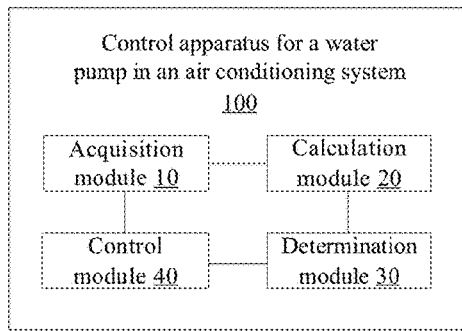 Control apparatus for a water
pump in an air conditioning system
100
Acquisition
module 10
Calculation
module 20
Control
module 40
Determination
module 30